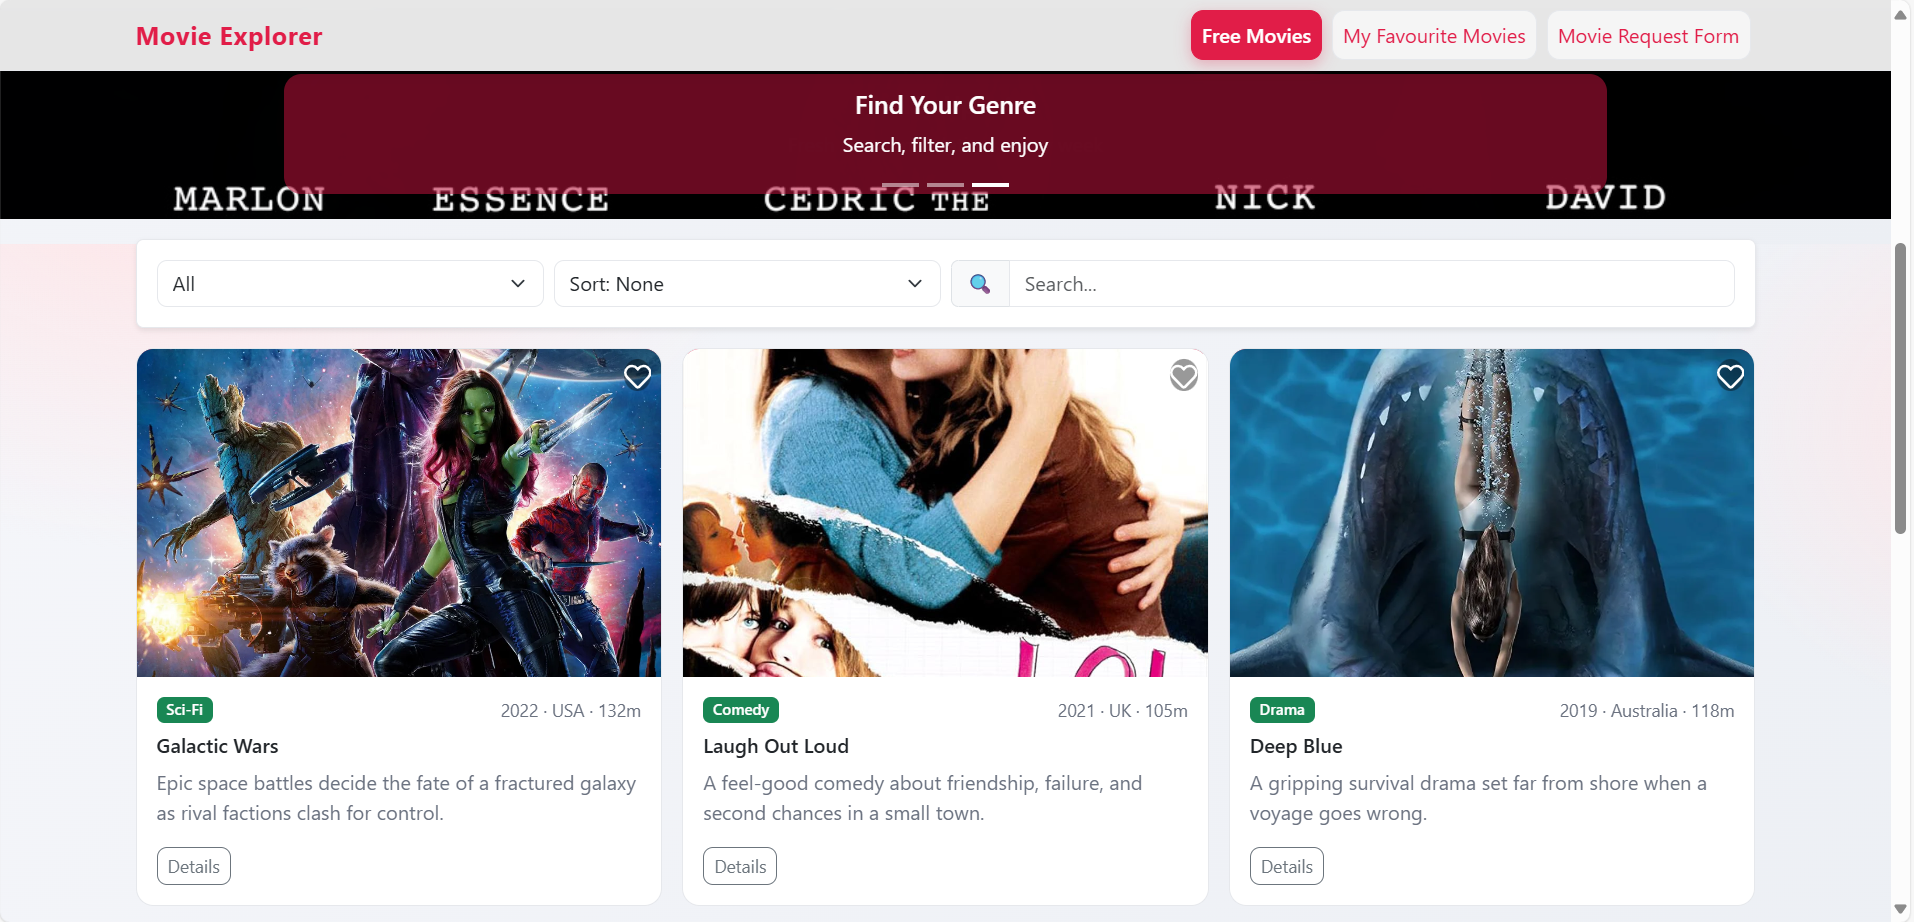 Movie Explorer
Free Movies
My Favourite Movies
Movie Request Form
Find Your Genre
Search, filter, and enjoy
MARLON ESSENCE CEDRIC THE NICK DAVID
All
Sort: None
Search...
LOL
Sci-Fi
2022 · USA · 132m
Galactic Wars
Epic space battles decide the fate of a fractured galaxy
as rival factions clash for control.
Details
Comedy
2021 · UK · 105m
Laugh Out Loud
A feel-good comedy about friendship, failure, and
second chances in a small town.
Details
Drama
2019 · Australia · 118m
Deep Blue
A gripping survival drama set far from shore when a
voyage goes wrong.
Details